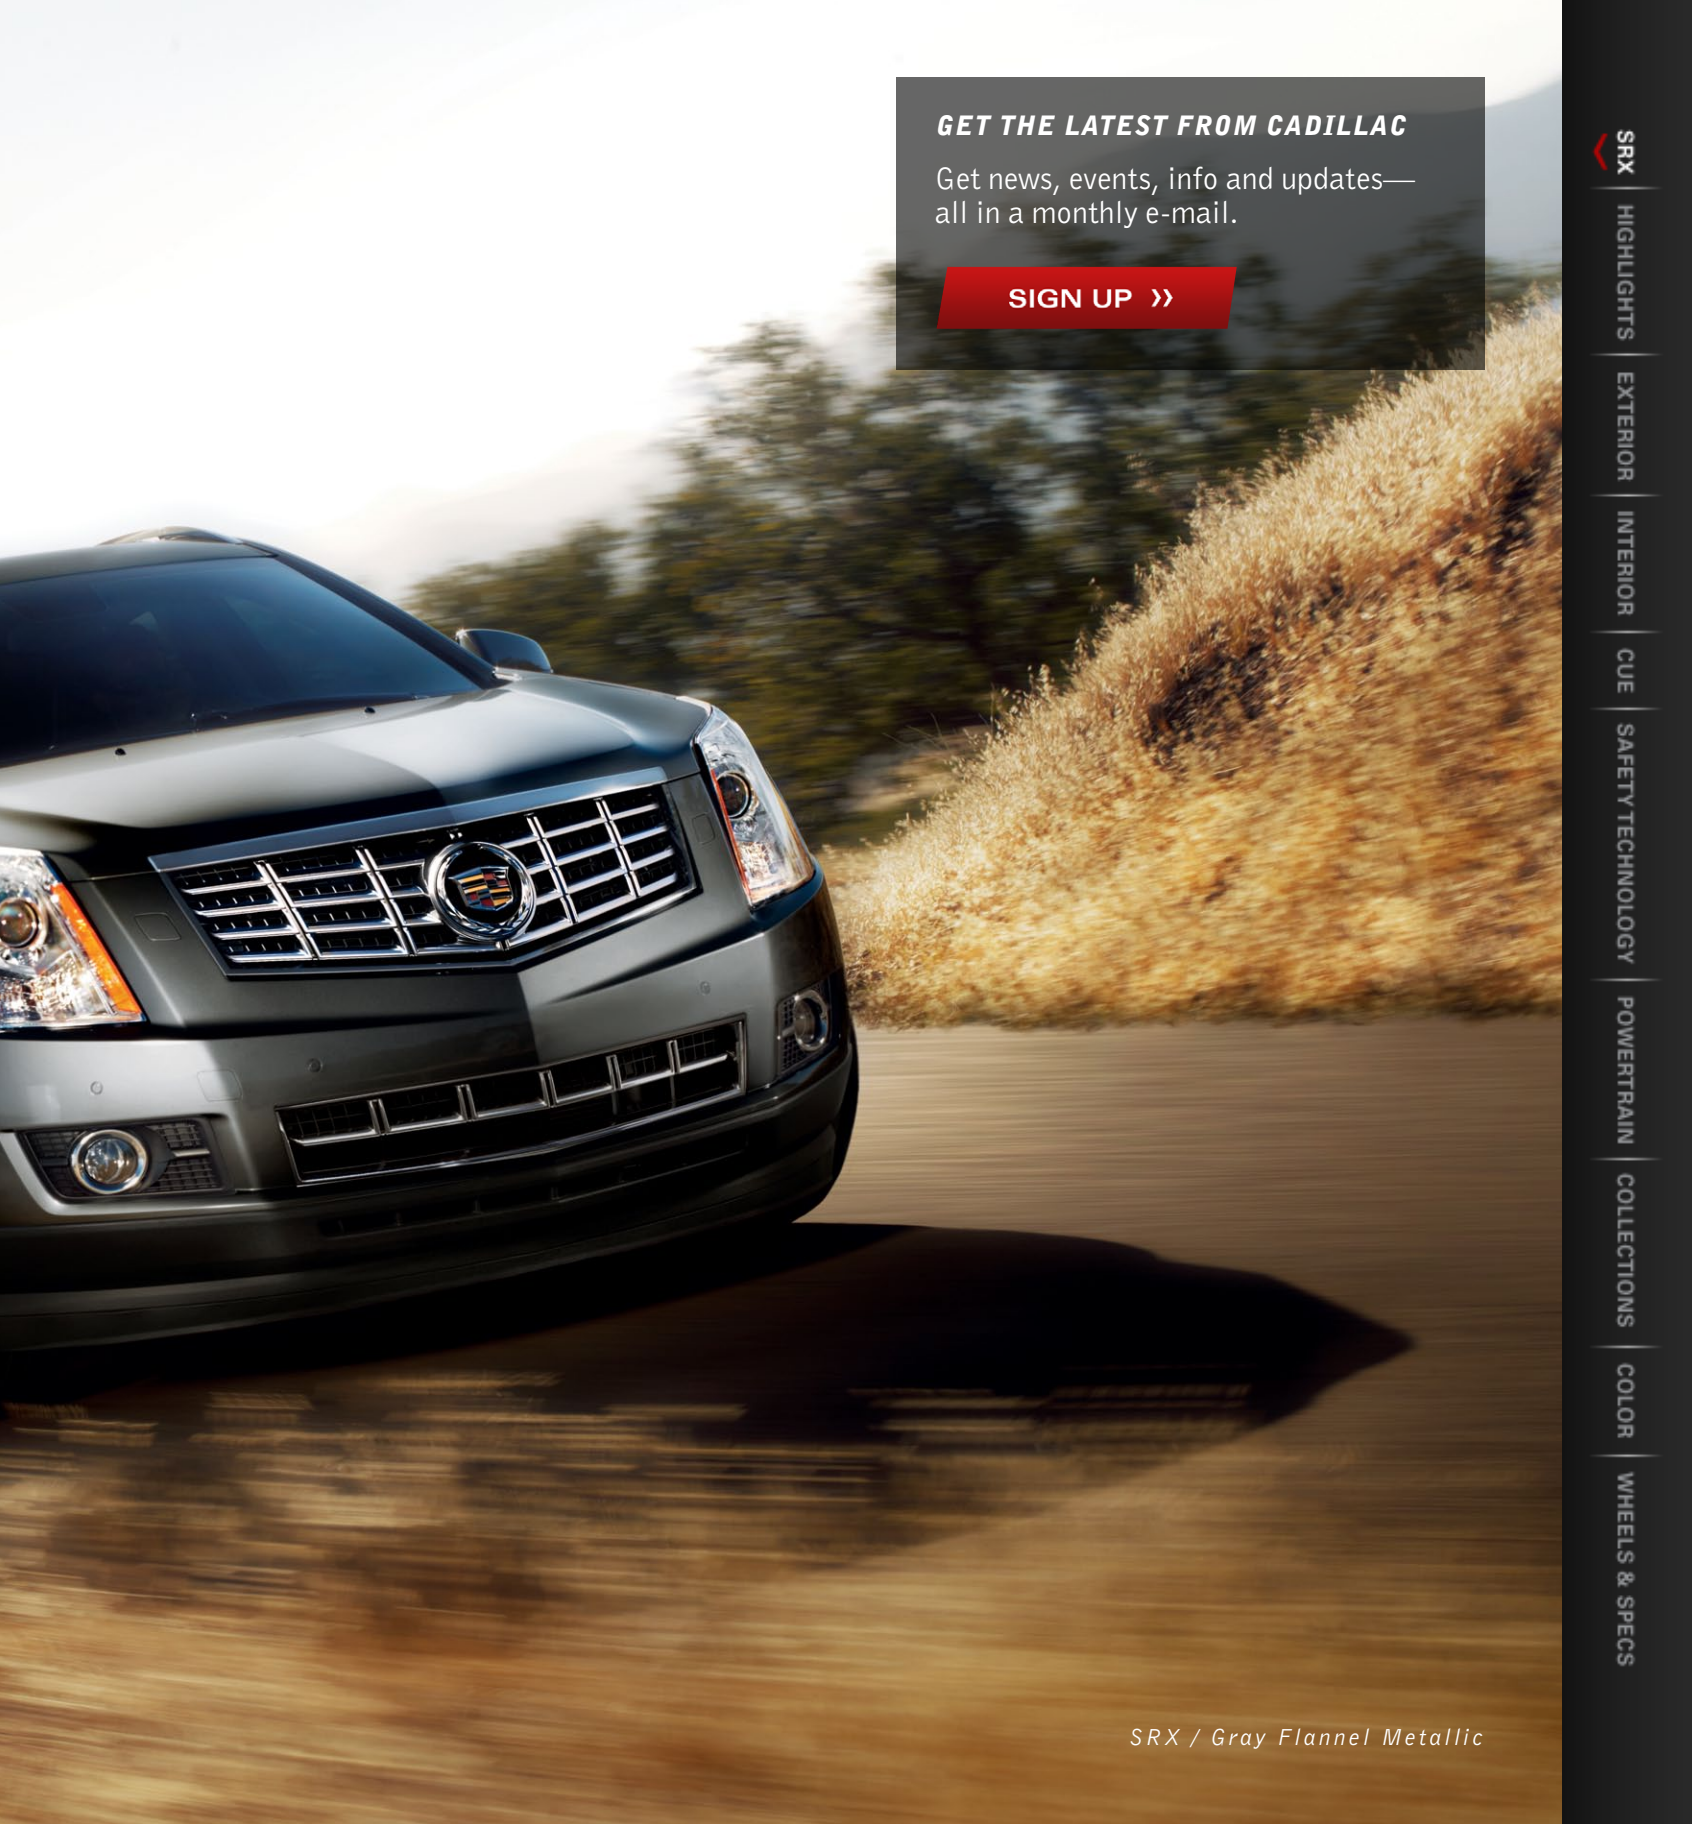 GET THE LATEST FROM CADILLAC
Get news, events, info and updates—
all in a monthly e-mail.
SIGN UP »
SRX
HIGHLIGHTS
EXTERIOR
INTERIOR
CUE
SAFETY TECHNOLOGY
POWERTRAIN
COLLECTIONS
COLOR
WHEELS & SPECS
SRX / Gray Flannel Metallic